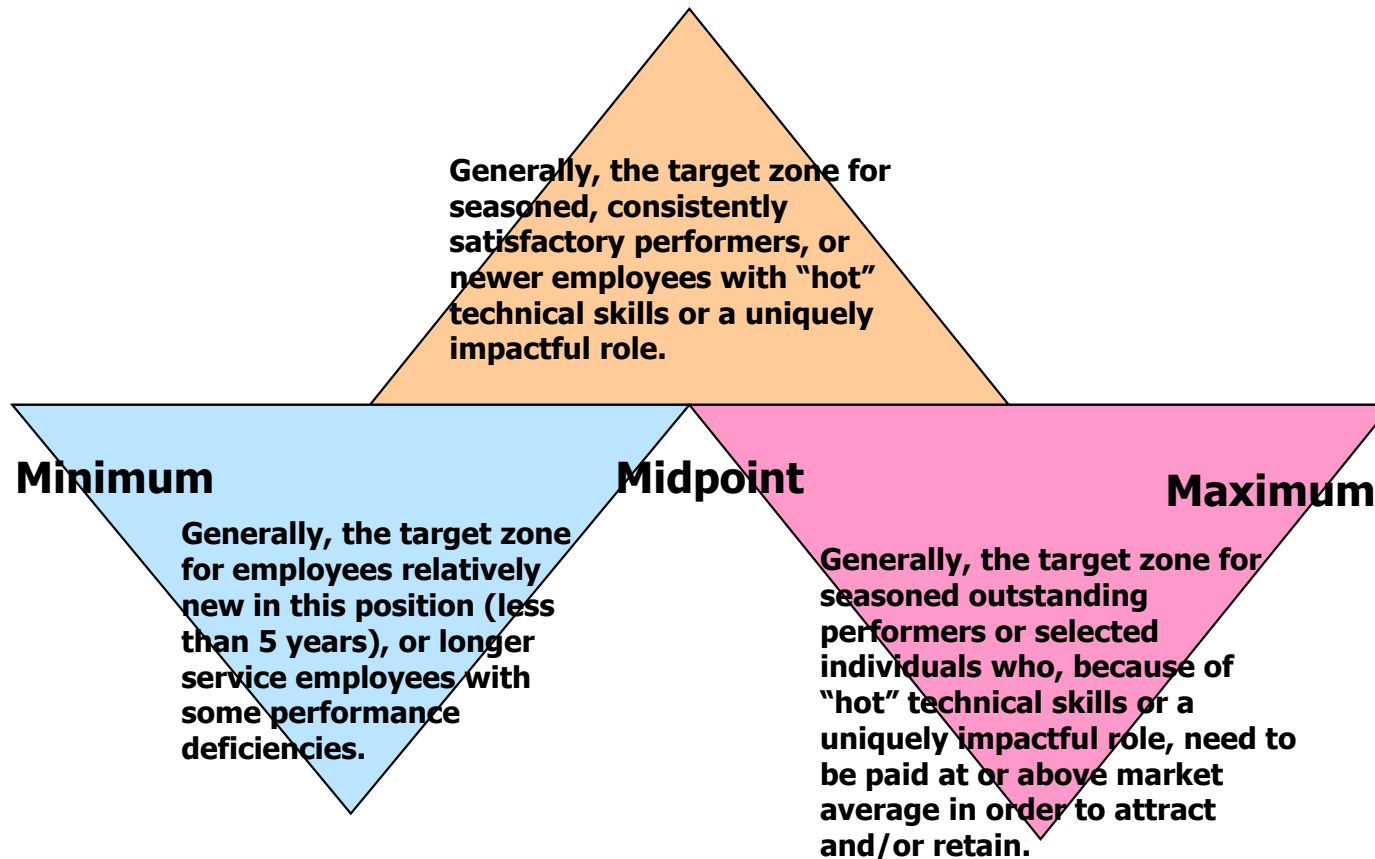 Generally, the target zone for
seasoned, consistently
satisfactory performers, or
newer employees with “hot”
technical skills or a uniquely
impactful role.
Minimum
Midpoint
Maximum
Generally, the target zone
for employees relatively
new in this position (less
than 5 years), or longer
service employees with
some performance
deficiencies.
Generally, the target zone for
seasoned outstanding
performers or selected
individuals who, because of
“hot” technical skills or a
uniquely impactful role, need to
be paid at or above market
average in order to attract
and/or retain.